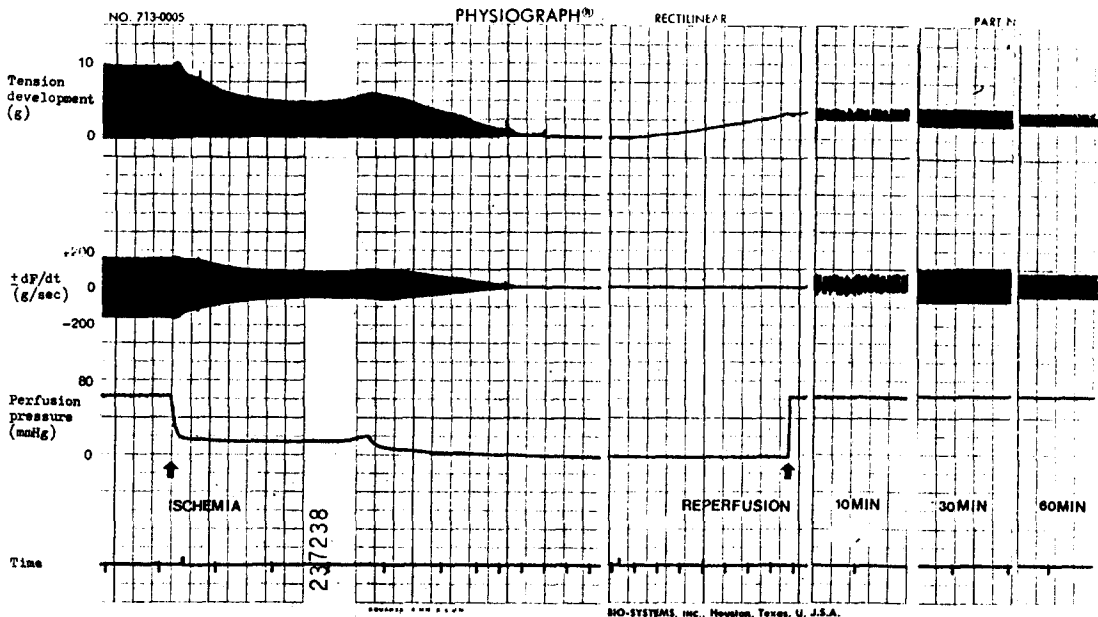 NO. 713-0005
PHYSIOGRAPH®
RECTILINEAR
PART N
Tension
development
(g)
10
0
±dF/dt
(g/sec)
+200
0
-200
Perfusion
pressure
(mmHg)
80
0
ISCHEMIA
REPERFUSION
10MIN
30MIN
60MIN
237238
Time
BIO-SYSTEMS, INC., Houston, Texas, U.S.A.